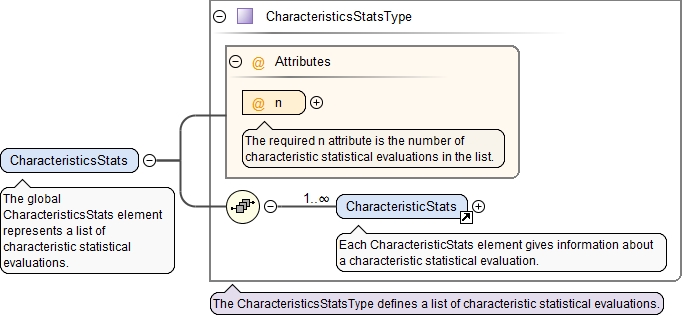 CharacteristicsStatsType
@ Attributes
@ n
The required n attribute is the number of
characteristic statistical evaluations in the list.
CharacteristicsStats
The global
CharacteristicsStats element
represents a list of
characteristic statistical
evaluations.
1..∞
CharacteristicStats
Each CharacteristicStats element gives information about
a characteristic statistical evaluation.
The CharacteristicsStatsType defines a list of characteristic statistical evaluations.